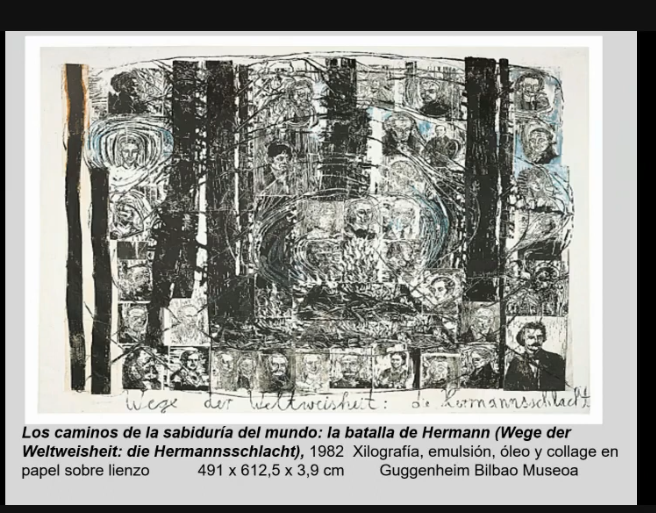 Wege der Weltweisheit: die Hermannsschlacht
Los caminos de la sabiduría del mundo: la batalla de Hermann (Wege der
Weltweisheit: die Hermannsschlacht), 1982 Xilografía, emulsión, óleo y collage en
papel sobre lienzo 491 x 612,5 x 3,9 cm Guggenheim Bilbao Museoa